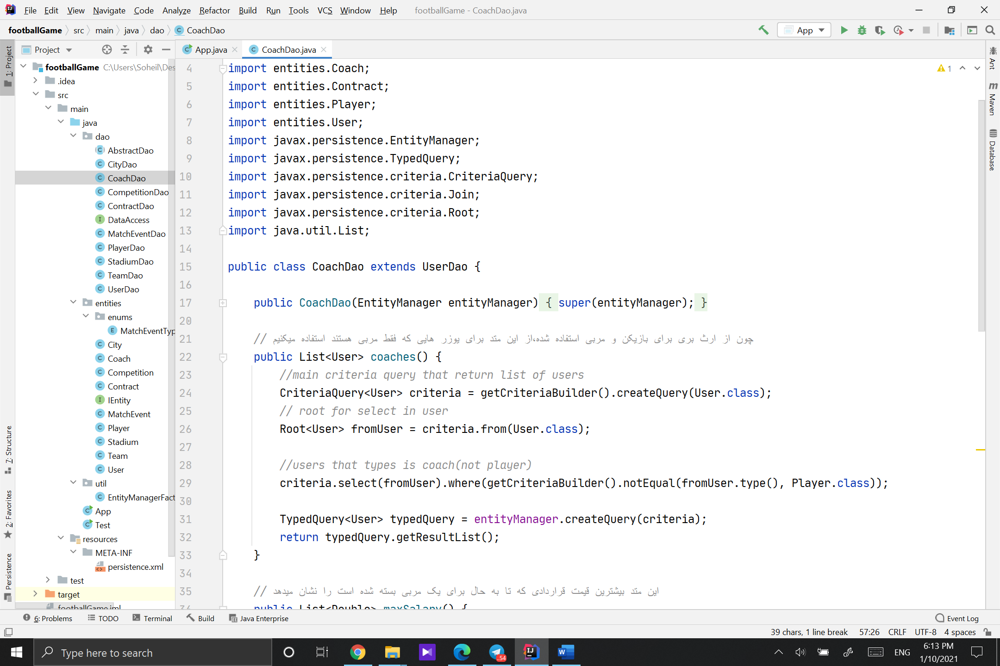 File Edit View Navigate Code Analyze Refactor Build Run Tools VCS Window Help footballGame - CoachDao.java
footballGame src main java dao CoachDao
App
Project
App.java CoachDao.java
1: Project
7: Structure
2: Favorites
Persistence
footballGame C:\Users\Soheil\Des
.idea
src
main
java
dao
AbstractDao
CityDao
CoachDao
CompetitionDao
ContractDao
DataAccess
MatchEventDao
PlayerDao
StadiumDao
TeamDao
UserDao
entities
enums
MatchEventTyp
City
Coach
Competition
Contract
IEntity
MatchEvent
Player
Stadium
Team
User
util
EntityManagerFact
App
Test
resources
META-INF
persistence.xml
test
target
footballGame.iml
4 import entities.Coach;
5 import entities.Contract;
6 import entities.Player;
7 import entities.User;
8 import javax.persistence.EntityManager;
9 import javax.persistence.TypedQuery;
10 import javax.persistence.criteria.CriteriaQuery;
11 import javax.persistence.criteria.Join;
12 import javax.persistence.criteria.Root;
13 import java.util.List;
14
15 public class CoachDao extends UserDao {
16
17 public CoachDao(EntityManager entityManager) { super(entityManager); }
20
21 // چون از ارث بری برای بازیکن و مربی استفاده شده،از این متد برای یوزر هایی که فقط مربی هستند استفاده میکنیم
22 public List<User> coaches() {
23 //main criteria query that return list of users
24 CriteriaQuery<User> criteria = getCriteriaBuilder().createQuery(User.class);
25 // root for select in user
26 Root<User> fromUser = criteria.from(User.class);
27
28 //users that types is coach(not player)
29 criteria.select(fromUser).where(getCriteriaBuilder().notEqual(fromUser.type(), Player.class));
30
31 TypedQuery<User> typedQuery = entityManager.createQuery(criteria);
32 return typedQuery.getResultList();
33 }
34
35 // این متد بیشترین قیمت قراردادی که تا به حال برای یک مربی بسته شده است را نشان میدهد
36 public List<Double> maxSalary() {
1
Ant
Maven
Database
6: Problems TODO Terminal Build Java Enterprise Event Log
39 chars, 1 line break 57:26 CRLF UTF-8 4 spaces
Type here to search
..54
ENG
6:13 PM
1/10/2021